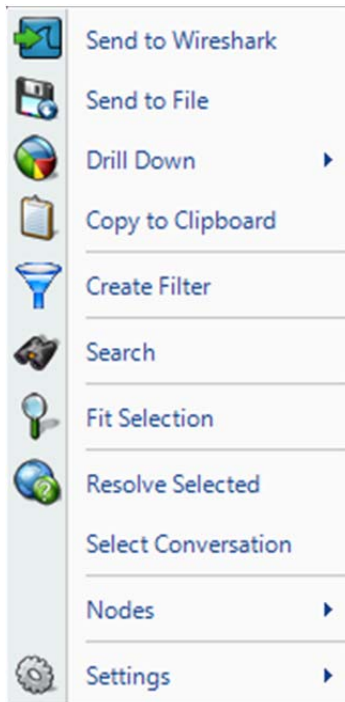 Send to Wireshark
Send to File
Drill Down
Copy to Clipboard
Create Filter
Search
Fit Selection
Resolve Selected
Select Conversation
Nodes
Settings